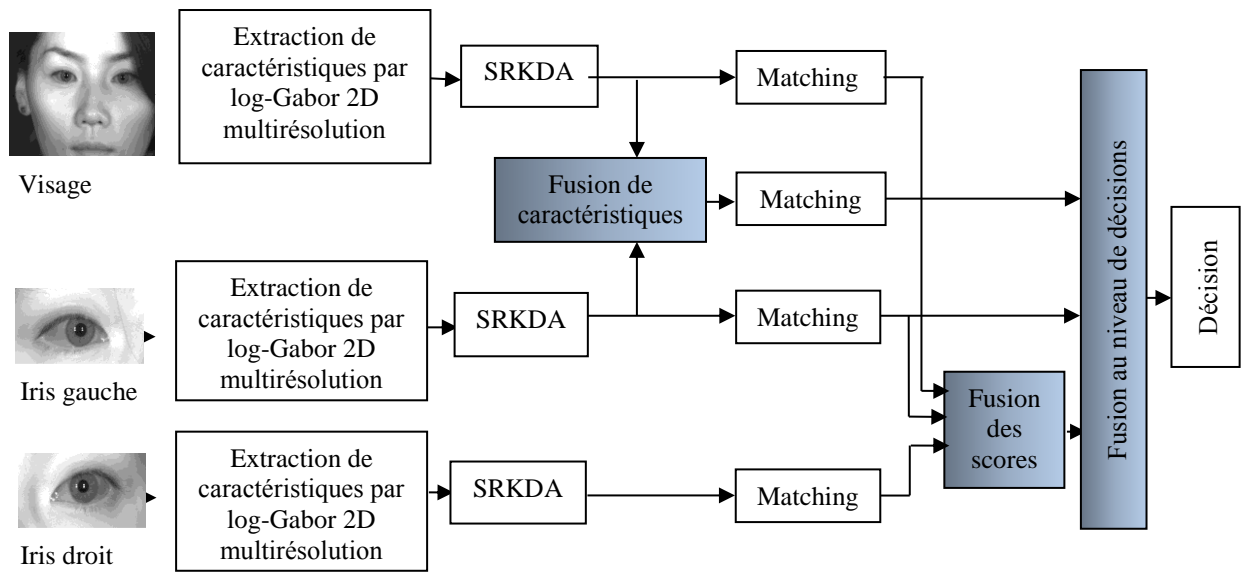 Extraction de
caractéristiques par
log-Gabor 2D
multirésolution
SRKDA
Matching
Visage
Fusion de
caractéristiques
Matching
Extraction de
caractéristiques par
log-Gabor 2D
multirésolution
SRKDA
Matching
Iris gauche
Fusion
des
scores
Extraction de
caractéristiques par
log-Gabor 2D
multirésolution
SRKDA
Matching
Iris droit
Fusion au niveau de décisions
Décision